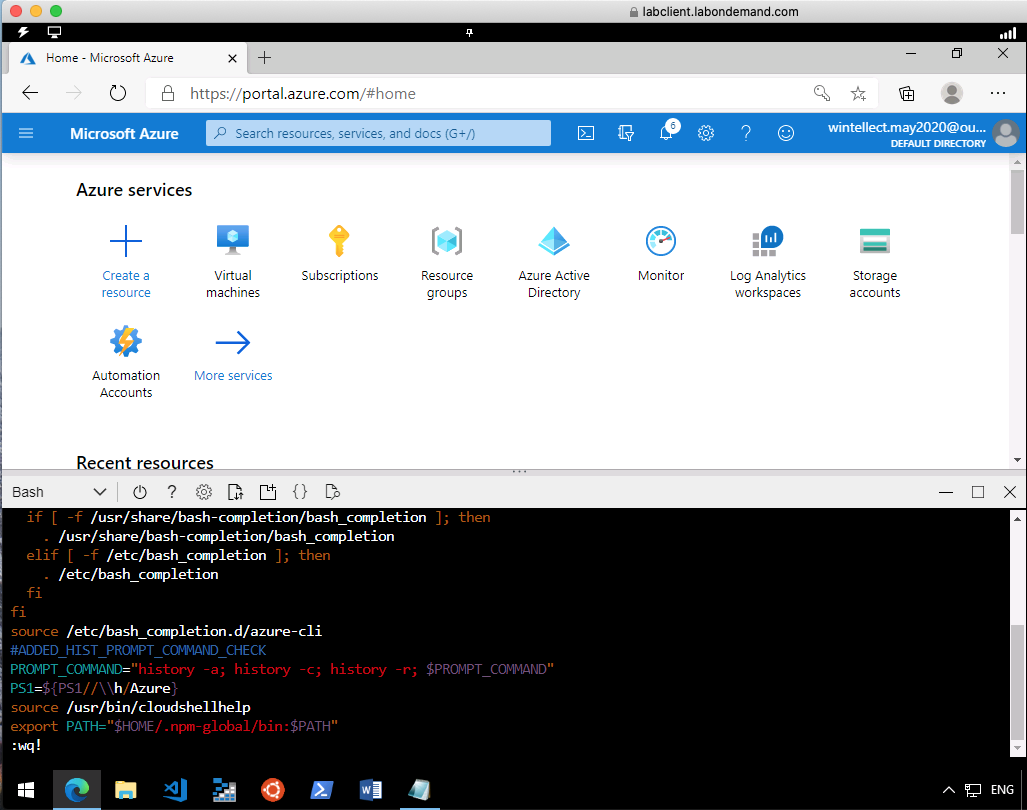 labclient.labondemand.com
Home - Microsoft Azure
https://portal.azure.com/#home
Microsoft Azure
Search resources, services, and docs (G+/)
6
wintellect.may2020@ou...
DEFAULT DIRECTORY
Azure services
Create a
resource
Virtual
machines
Subscriptions
Resource
groups
Azure Active
Directory
Monitor
Log Analytics
workspaces
Storage
accounts
Automation
Accounts
More services
Recent resources
Bash
if [ -f /usr/share/bash-completion/bash_completion ]; then
. /usr/share/bash-completion/bash_completion
elif [ -f /etc/bash_completion ]; then
. /etc/bash_completion
fi
fi
source /etc/bash_completion.d/azure-cli
#ADDED_HIST_PROMPT_COMMAND_CHECK
PROMPT_COMMAND="history -a; history -c; history -r; $PROMPT_COMMAND"
PS1=${PS1//\\h/Azure}
source /usr/bin/cloudshellhelp
export PATH="$HOME/.npm-global/bin:$PATH"
:wq!
ENG